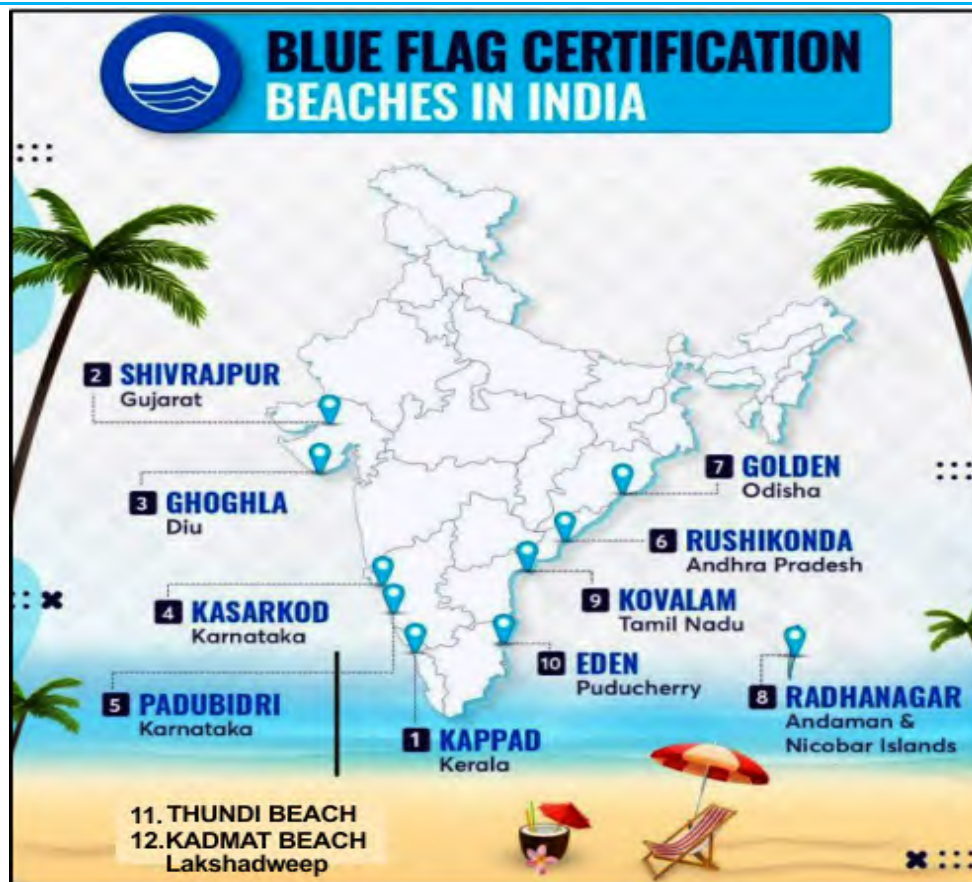 BLUE FLAG CERTIFICATION
BEACHES IN INDIA
2 SHIVRAJPUR
Gujarat
3 GHOGHLA
Diu
7 GOLDEN
Odisha
6 RUSHIKONDA
Andhra Pradesh
4 KASARKOD
Karnataka
9 KOVALAM
Tamil Nadu
5 PADUBIDRI
Karnataka
10 EDEN
Puducherry
8 RADHANAGAR
Andaman &
Nicobar Islands
1 KAPPAD
Kerala
11. THUNDI BEACH
12.KADMAT BEACH
Lakshadweep